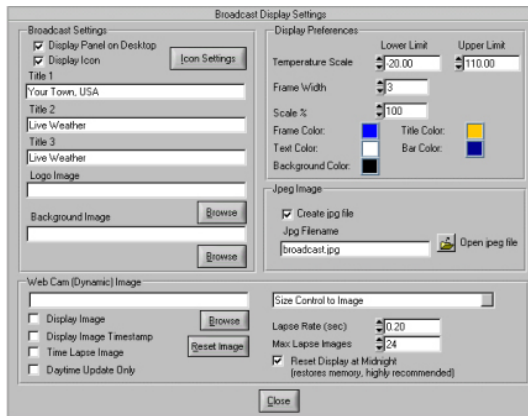 Broadcast Display Settings
Broadcast Settings
Display Panel on Desktop
Display Icon
Icon Settings
Title 1
Your Town, USA
Title 2
Live Weather
Title 3
Live Weather
Logo Image
Browse
Background Image
Browse
Display Preferences
Lower Limit Upper Limit
Temperature Scale -20.00 110.00
Frame Width 3
Scale % 100
Frame Color: Title Color:
Text Color: Bar Color:
Background Color:
Jpeg Image
Create jpg file
Jpg Filename
broadcast.jpg Open jpeg file
Web Cam (Dynamic) Image
Display Image
Browse
Display Image Timestamp
Time Lapse Image
Reset Image
Daytime Update Only
Size Control to Image
Lapse Rate (sec) 0.20
Max Lapse Images 24
Reset Display at Midnight
(restores memory, highly recommended)
Close